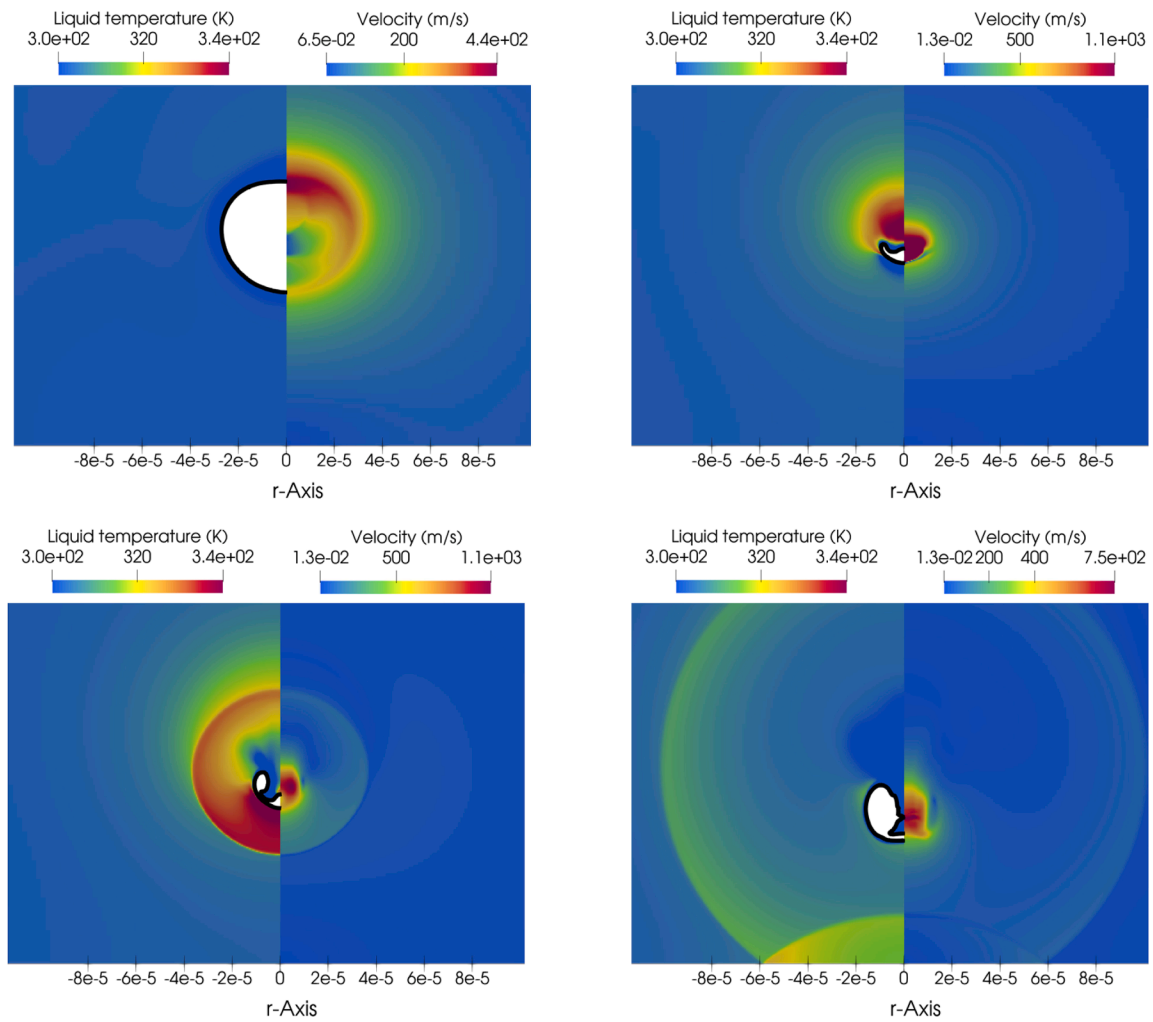 Liquid temperature (K) Velocity (m/s)
3.0e+02 320 3.4e+02 6.5e-02 200 4.4e+02
-8e-5 -6e-5 -4e-5 -2e-5 0 2e-5 4e-5 6e-5 8e-5
r-Axis
Liquid temperature (K) Velocity (m/s)
3.0e+02 320 3.4e+02 1.3e-02 500 1.1e+03
-8e-5 -6e-5 -4e-5 -2e-5 0 2e-5 4e-5 6e-5 8e-5
r-Axis
Liquid temperature (K) Velocity (m/s)
3.0e+02 320 3.4e+02 1.3e-02 500 1.1e+03
-8e-5 -6e-5 -4e-5 -2e-5 0 2e-5 4e-5 6e-5 8e-5
r-Axis
Liquid temperature (K) Velocity (m/s)
3.0e+02 320 3.4e+02 1.3e-02 200 400 7.5e+02
-8e-5 -6e-5 -4e-5 -2e-5 0 2e-5 4e-5 6e-5 8e-5
r-Axis